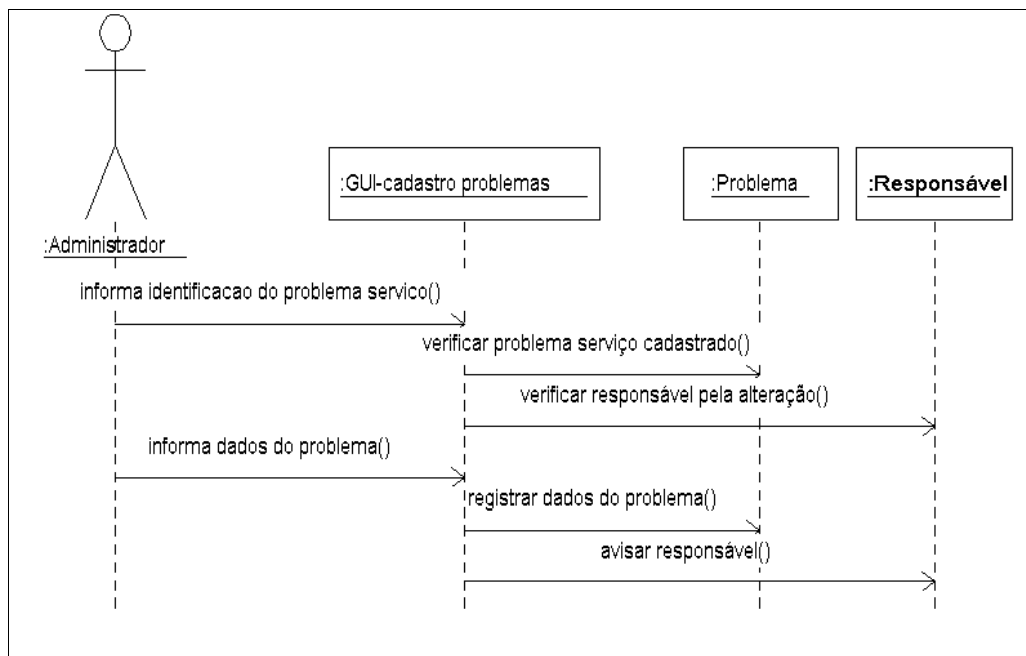 :GUI-cadastro problemas
:Problema
:Responsável
:Administrador
informa identificacao do problema servico()
verificar problema serviço cadastrado()
verificar responsável pela alteração()
informa dados do problema()
registrar dados do problema()
avisar responsável()